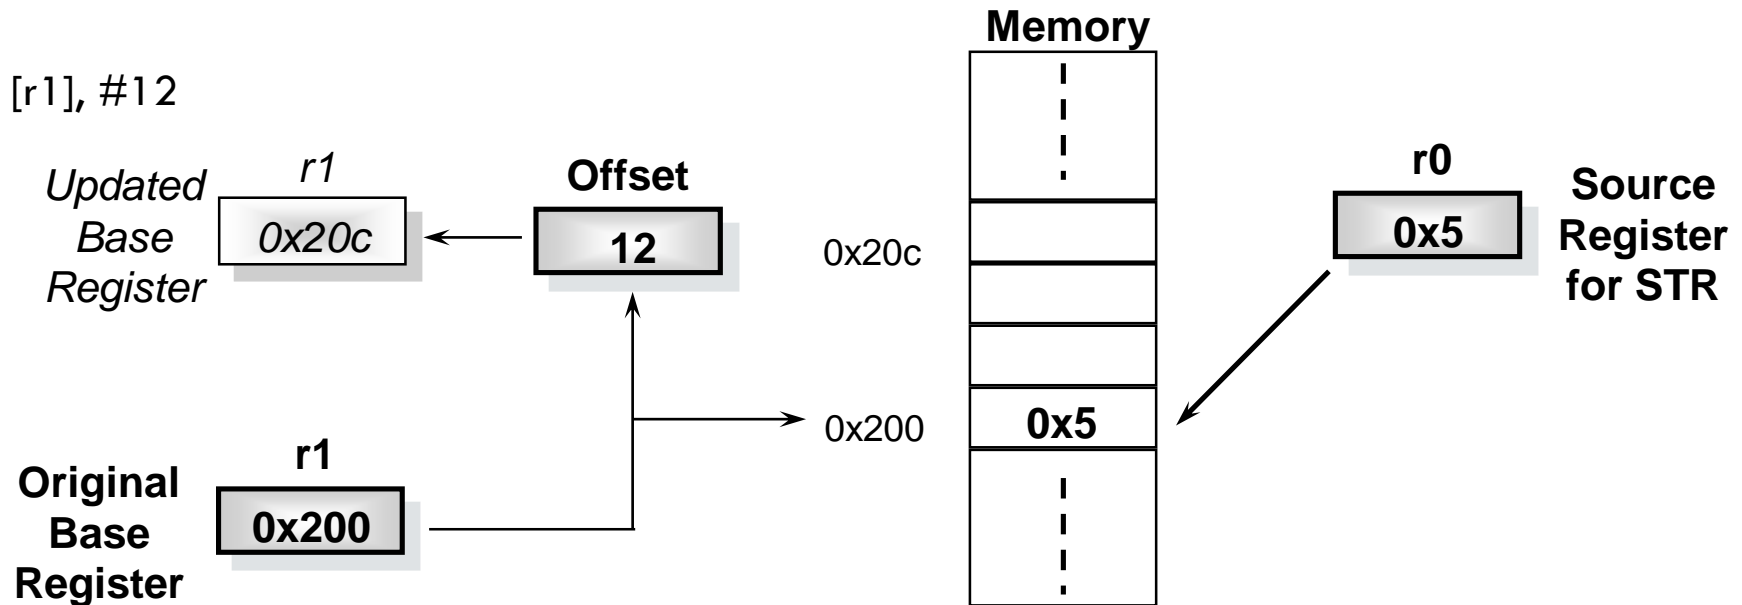 Memory
[r1], #12
Updated
Base
Register
r1
0x20c
Offset
12
0x20c
r0
0x5
Source
Register
for STR
0x200
0x5
Original
Base
Register
r1
0x200